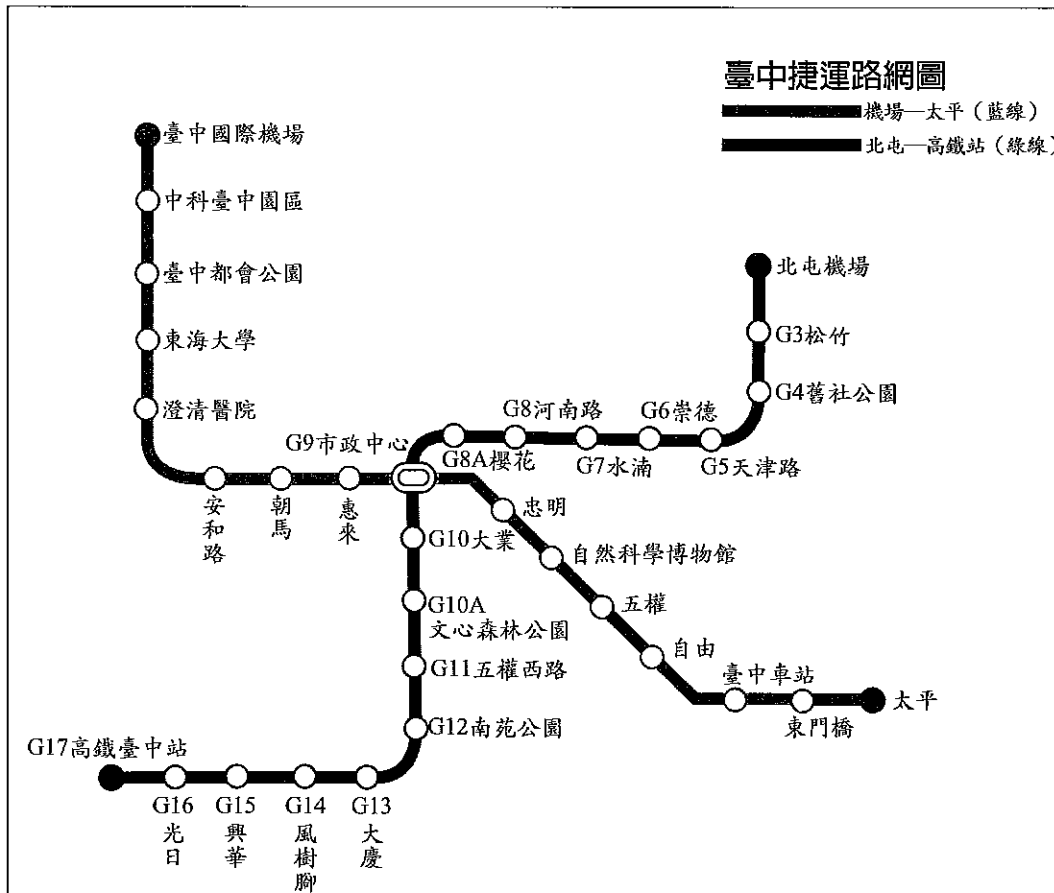 臺中捷運路網圖
機場—太平（藍線）
北屯—高鐵站（綠線）
臺中國際機場
中科臺中園區
臺中都會公園
東海大學
澄清醫院
安和路
朝馬
惠來
G9市政中心
北屯機場
G3松竹
G4舊社公園
G5天津路
G6崇德
G7水湳
G8河南路
G8A櫻花
忠明
自然科學博物館
五權
自由
臺中車站
東門橋
太平
G10大業
G10A
文心森林公園
G11五權西路
G12南苑公園
G13
大慶
G14
風樹腳
G15
興華
G16
光日
G17高鐵臺中站